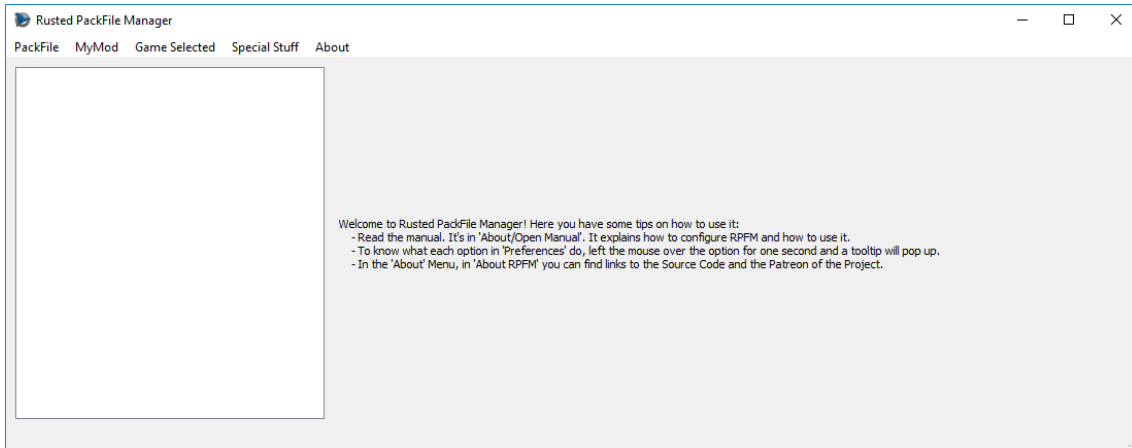 Rusted PackFile Manager
PackFile MyMod Game Selected Special Stuff About
Welcome to Rusted PackFile Manager! Here you have some tips on how to use it:
- Read the manual. It's in 'About/Open Manual'. It explains how to configure RPFM and how to use it.
- To know what each option in 'Preferences' do, left the mouse over the option for one second and a tooltip will pop up.
- In the 'About' Menu, in 'About RPFM' you can find links to the Source Code and the Patreon of the Project.